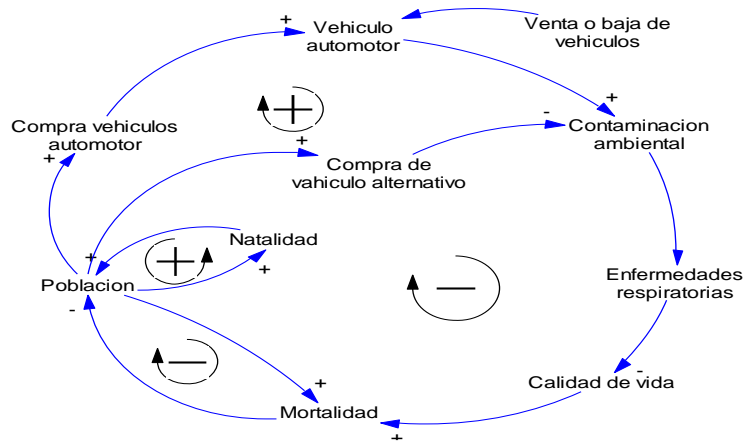 Vehiculo
automotor
Venta o baja de
vehiculos
+
+
-
Compra vehiculos
automotor
+
+
+
Contaminacion
ambiental
Compra de
vahiculo alternativo
Natalidad
+
+
Poblacion
-
Enfermedades
respiratorias
-
+
Calidad de vida
-
Mortalidad
+